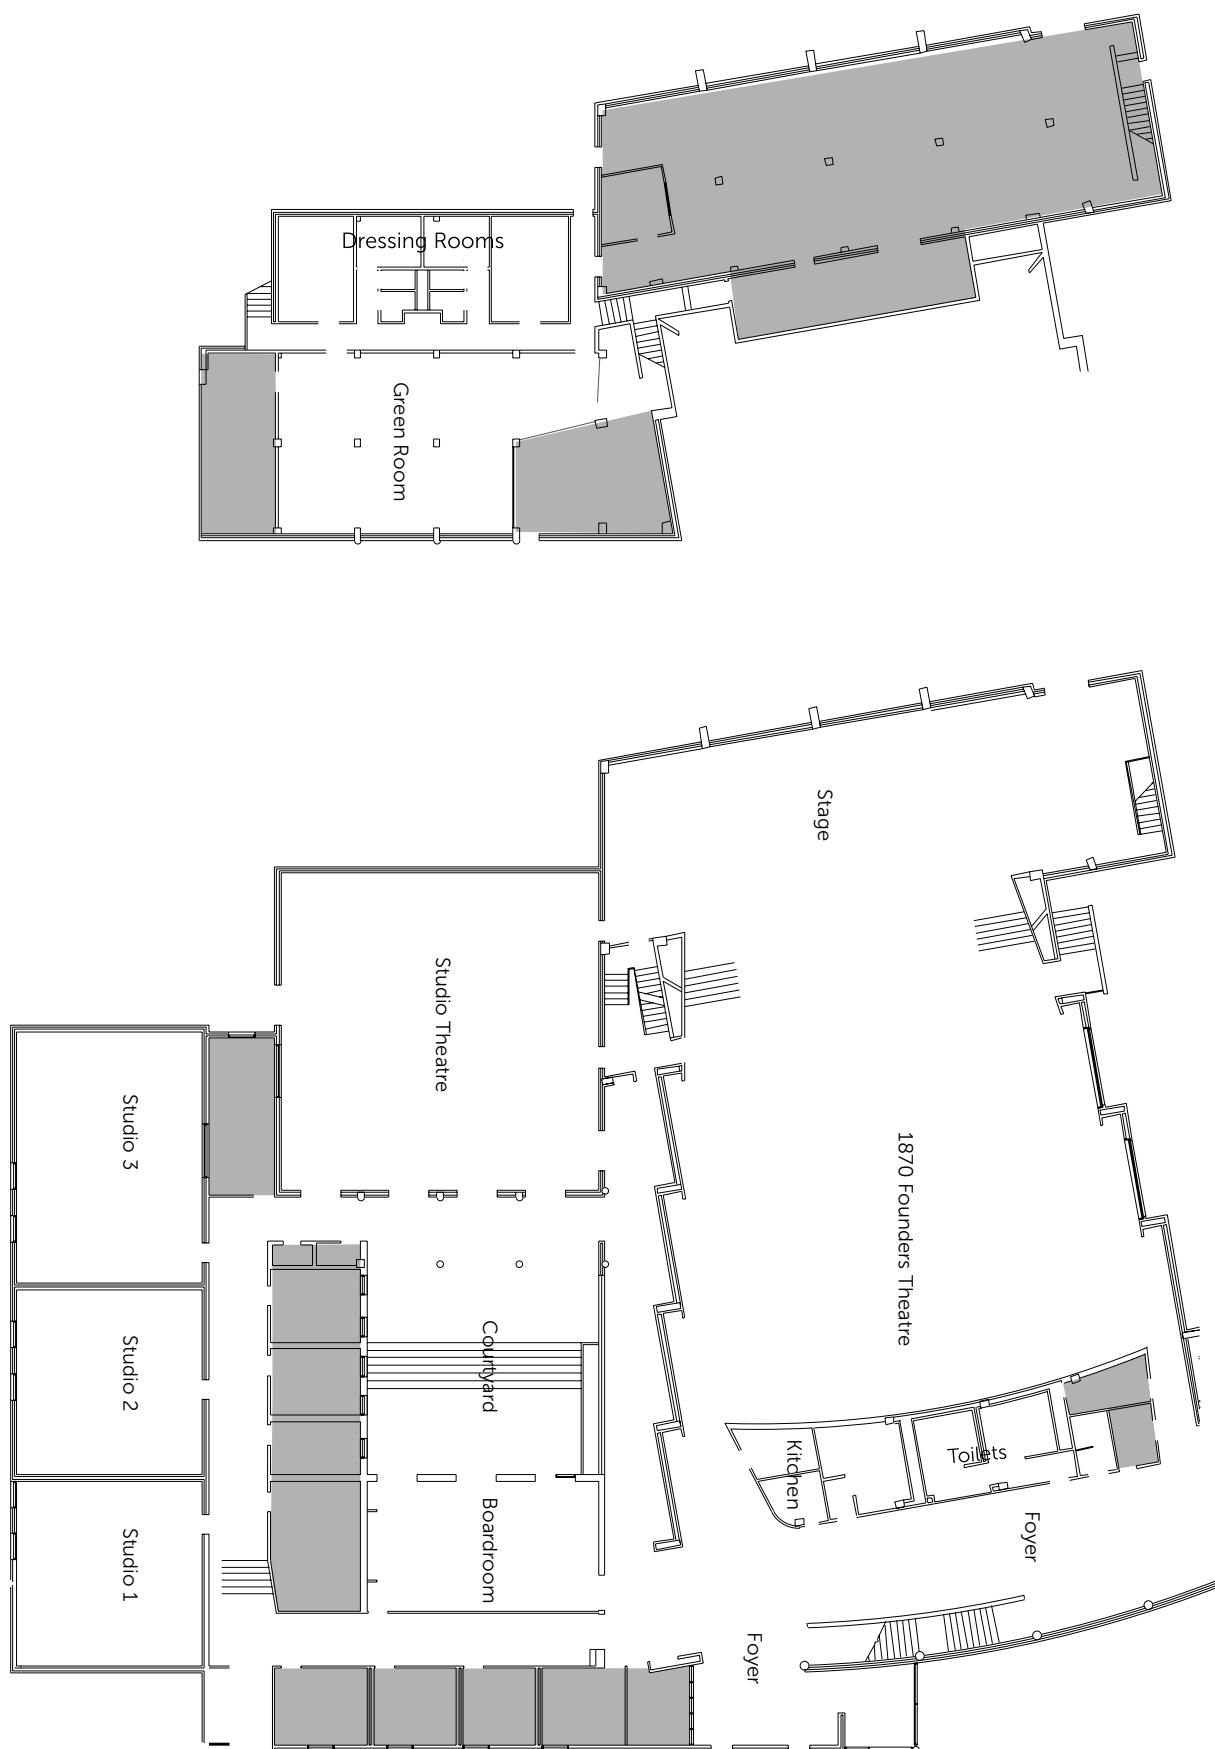 Dressing Rooms
Green Room
Stage
Studio Theatre
Studio 3
1870 Founders Theatre
Studio 2
Courtyard
Kitchen
Toilets
Boardroom
Foyer
Studio 1
Foyer